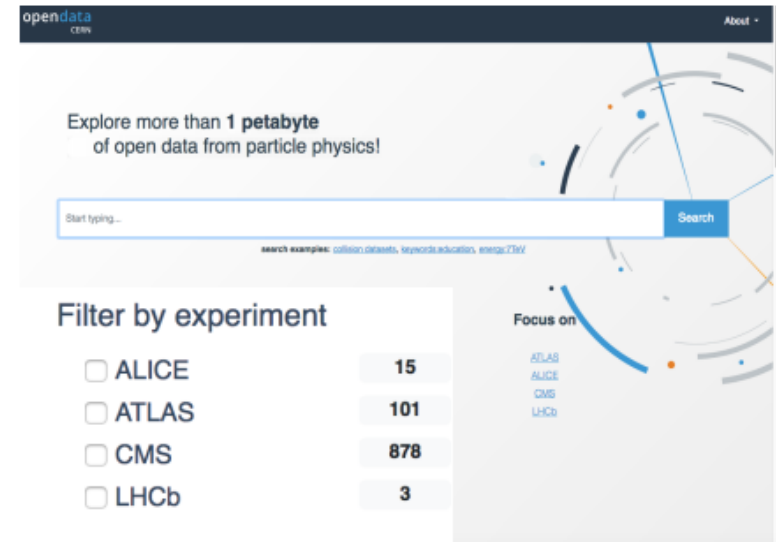 opendata
CERN
About
Explore more than 1 petabyte
of open data from particle physics!
Start typing...
Search
search examples: collision datasets, keywords:education, energy:7TeV
Filter by experiment
ALICE 15
ATLAS 101
CMS 878
LHCb 3
Focus on
ATLAS
ALICE
CMS
LHCb